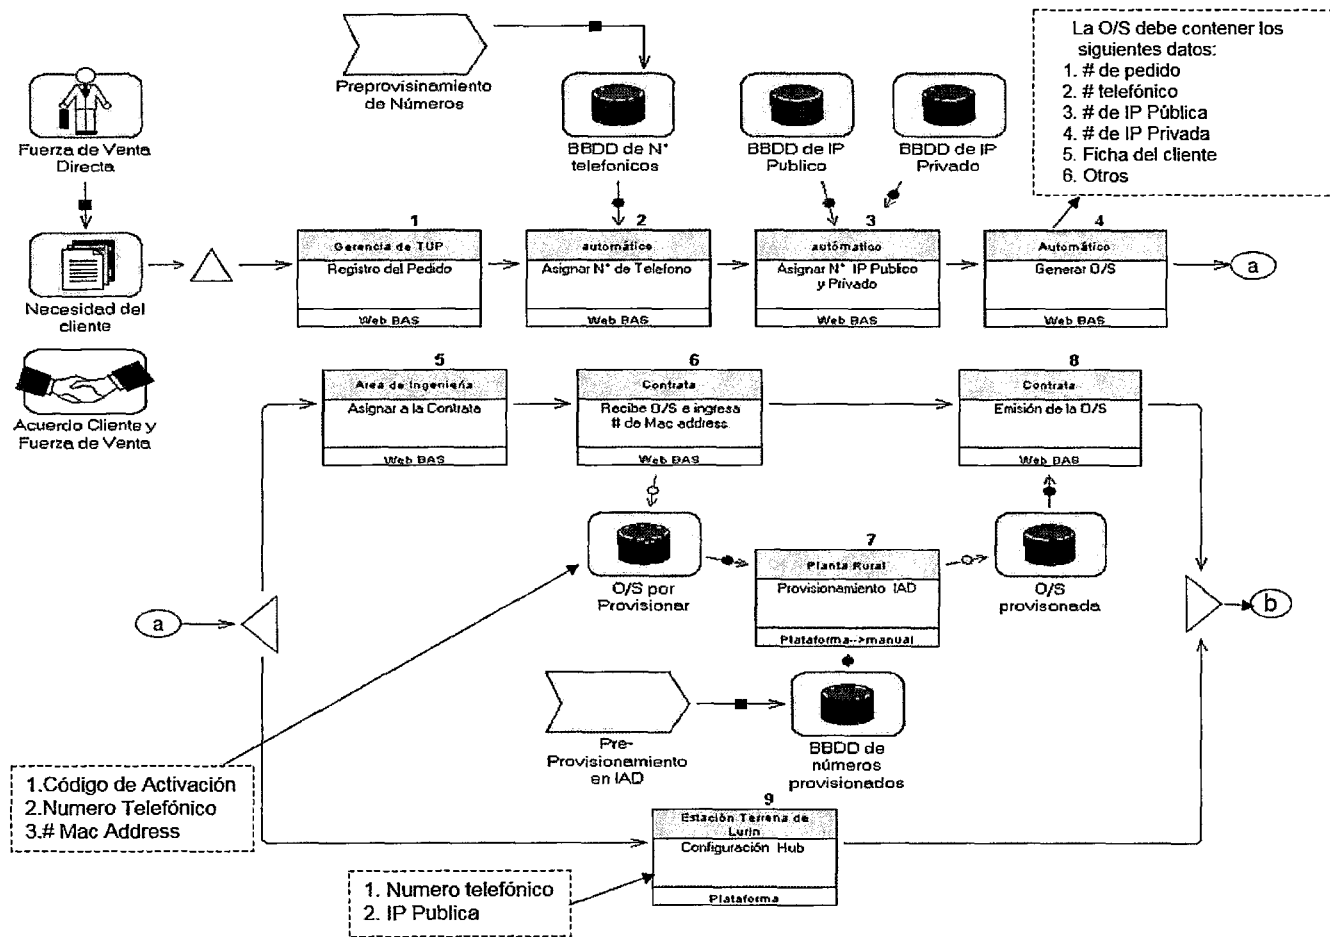 La O/S debe contener los
siguientes datos:
1. # de pedido
2. # telefónico
3. # de IP Pública
4. # de IP Privada
5. Ficha del cliente
6. Otros
Preprovisinamiento
de Números
Fuerza de Venta
Directa
BBDD de N°
telefonicos
BBDD de IP
Publico
BBDD de IP
Privado
Necesidad del
cliente
1
Gerencia de TUP
Registro del Pedido
Web BAS
2
automático
Asignar N° de Telefono
Web BAS
3
autómatico
Asignar N° IP Publico
y Privado
Web BAS
4
Automático
Generar O/S
Web BAS
a
Acuerdo Cliente y
Fuerza de Venta
5
Area de Ingenieria
Asignar a la Contrata
Web BAS
6
Contrata
Recibe O/S e ingresa
# de Mac address
Web BAS
8
Contrata
Emisión de la O/S
Web BAS
O/S por
Provisionar
7
Planta Rural
Provisionamiento IAD
Plataforma-->manual
O/S
provisonada
a
b
Pre-
Provisionamiento
en IAD
BBDD de
números
provisionados
1.Código de Activación
2.Numero Telefónico
3.# Mac Address
9
Estación Terrena de
Lurin
Configuración Hub
Plataforma
1. Numero telefónico
2. IP Publica